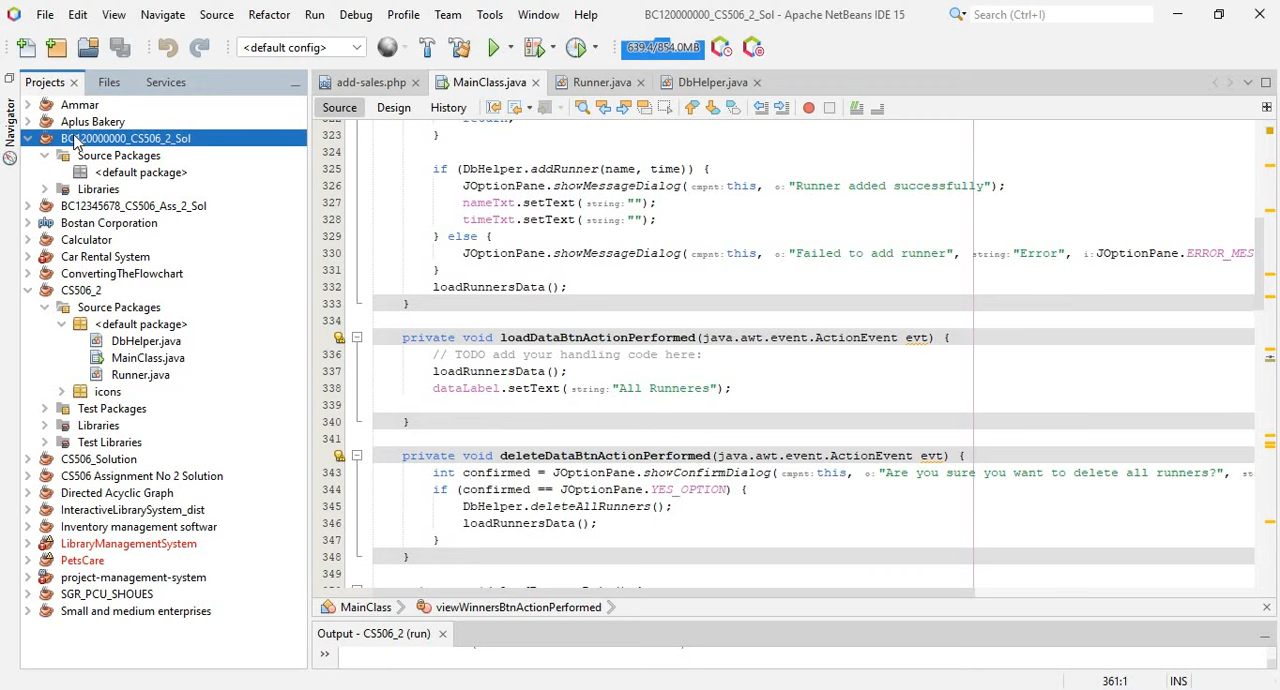 File Edit View Navigate Source Refactor Run Debug Profile Team Tools Window Help BC120000000_CS506_2_Sol - Apache NetBeans IDE 15 Search (Ctrl+I)
<default config> 639.4/854.0MB
Projects Files Services add-sales.php MainClass.java Runner.java DbHelper.java
Source Design History
Navigator
Ammar
Aplus Bakery
BC120000000_CS506_2_Sol
Source Packages
<default package>
Libraries
BC12345678_CS506_Ass_2_Sol
Bostan Corporation
Calculator
Car Rental System
ConvertingTheFlowchart
CS506_2
Source Packages
<default package>
DbHelper.java
MainClass.java
Runner.java
icons
Test Packages
Libraries
Test Libraries
CS506_Solution
CS506Assignment No 2 Solution
Directed Acyclic Graph
InteractiveLibrarySystem_dist
Inventory management softwar
LibraryManagementSystem
PetsCare
project-management-system
SGR_PCU_SHOUES
Small and medium enterprises
323 }
324
325 if (DbHelper.addRunner(name, time)) {
326 JOptionPane.showMessageDialog(cmpnt:this, o:"Runner added successfully");
327 nameTxt.setText(string:"");
328 timeTxt.setText(string:"");
329 } else {
330 JOptionPane.showMessageDialog(cmpnt:this, o:"Failed to add runner", string:"Error", i:JOptionPane.ERROR_MES
331 }
332 loadRunnersData();
333 }
334
private void loadDataBtnActionPerformed(java.awt.event.ActionEvent evt) {
336 // TODO add your handling code here:
337 loadRunnersData();
338 dataLabel.setText(string:"All Runneres");
339
340 }
341
private void deleteDataBtnActionPerformed(java.awt.event.ActionEvent evt) {
343 int confirmed = JOptionPane.showConfirmDialog(cmpnt:this, o:"Are you sure you want to delete all runners?", st
344 if (confirmed == JOptionPane.YES_OPTION) {
345 DbHelper.deleteAllRunners();
346 loadRunnersData();
347 }
348 }
349
MainClass viewWinnersBtnActionPerformed
Output - CS506_2 (run)
361:1 INS